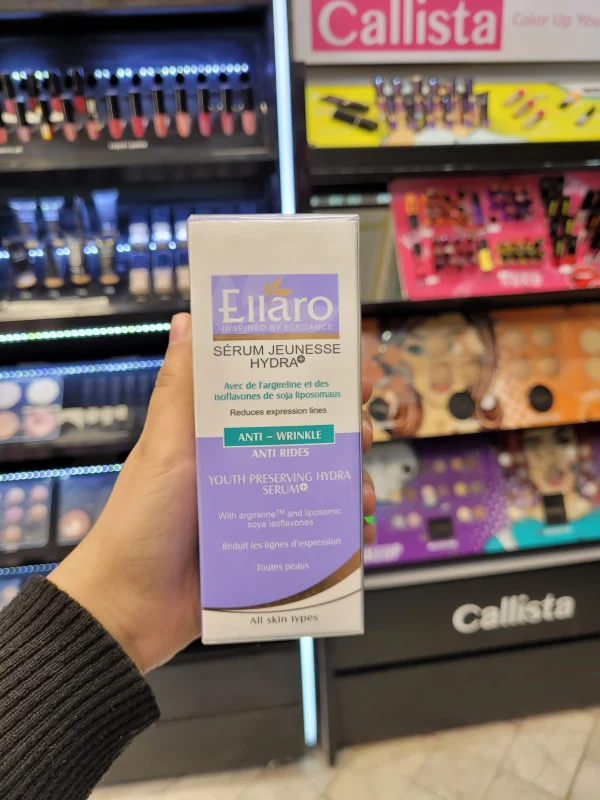 Callista
Color Up You
Ellaro
INSPIRED BY ELEGANCE
SÉRUM JEUNESSE
HYDRA+
Avec de l'argireline et des
isoflavones de soja liposomaux
Reduces expression lines
ANTI – WRINKLE
ANTI RIDES
YOUTH PRESERVING HYDRA
SERUM+
With argireline™ and liposomic
soya isoflavones
Réduit les lignes d'expression
Toutes peaux
All skin types
Callista